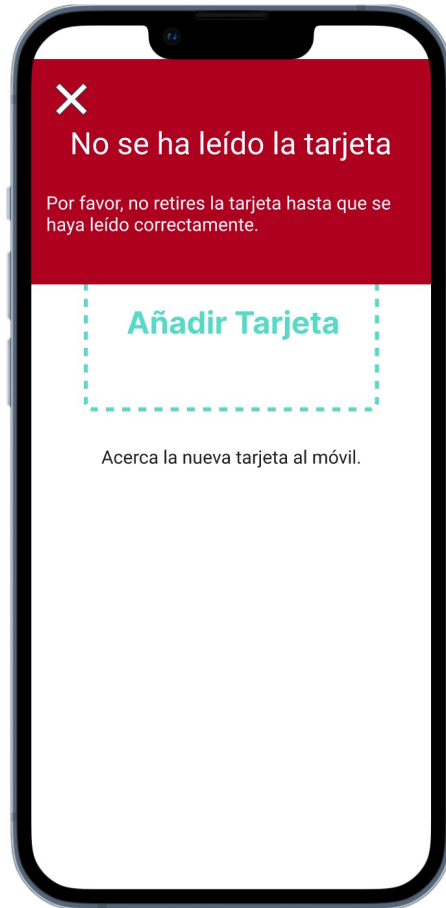 No se ha leído la tarjeta
Por favor, no retires la tarjeta hasta que se
haya leído correctamente.
Añadir Tarjeta
Acerca la nueva tarjeta al móvil.